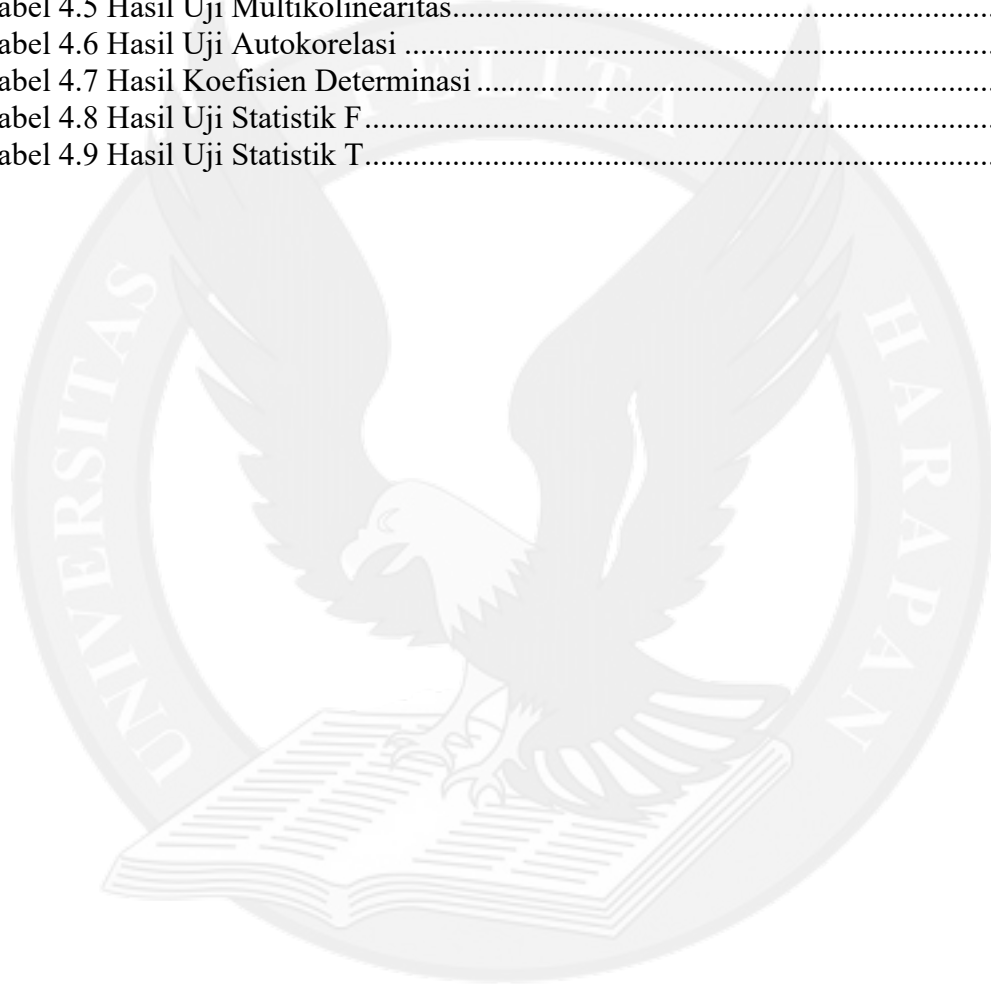 abel 4.5 Hasil Uji Multikolinearitas..........................................................................
abel 4.6 Hasil Uji Autokorelasi ................................................................................
abel 4.7 Hasil Koefisien Determinasi .......................................................................
abel 4.8 Hasil Uji Statistik F.....................................................................................
abel 4.9 Hasil Uji Statistik T.....................................................................................
UNIVERSITAS PELITA HARAPAN